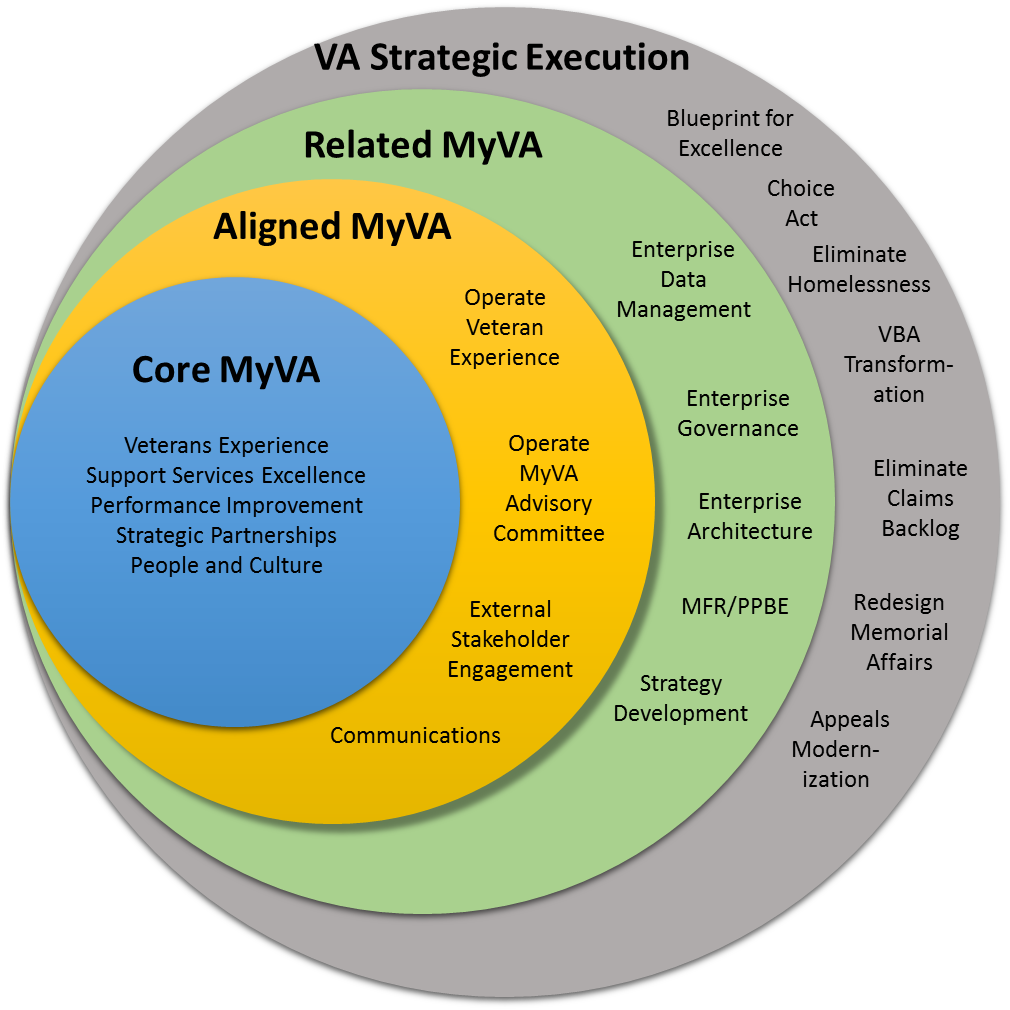 VA Strategic Execution
Blueprint for
Excellence
Choice
Act
Eliminate
Homelessness
VBA
Transform-
ation
Eliminate
Claims
Backlog
Redesign
Memorial
Affairs
Appeals
Modern-
ization
Related MyVA
Enterprise
Data
Management
Enterprise
Governance
Enterprise
Architecture
MFR/PPBE
Strategy
Development
Aligned MyVA
Operate
Veteran
Experience
Operate
MyVA
Advisory
Committee
External
Stakeholder
Engagement
Communications
Core MyVA
Veterans Experience
Support Services Excellence
Performance Improvement
Strategic Partnerships
People and Culture